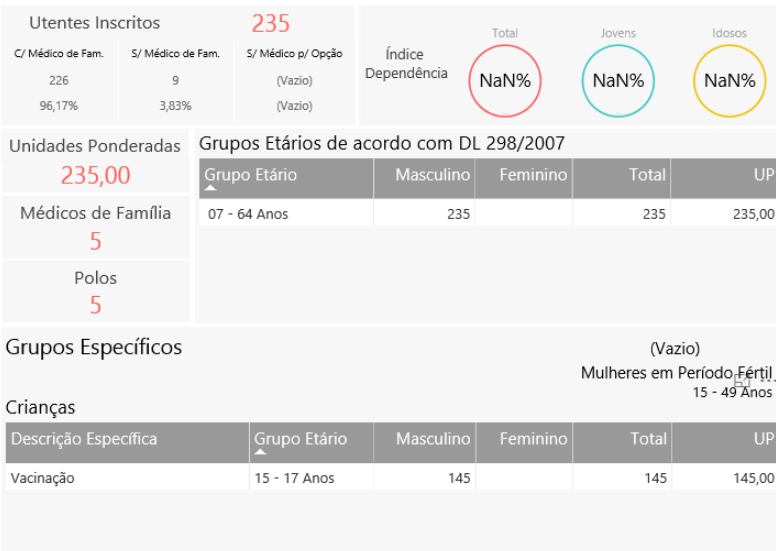 Utentes Inscritos 235
C/ Médico de Fam. S/ Médico de Fam. S/ Médico p/ Opção
226 9 (Vazio)
96,17% 3,83% (Vazio)
Índice
Dependência
Total Jovens Idosos
NaN% NaN% NaN%
Unidades Ponderadas
235,00
Médicos de Família
5
Polos
5
Grupos Etários de acordo com DL 298/2007
Grupo Etário Masculino Feminino Total UP
07 - 64 Anos 235 235 235,00
Grupos Específicos
(Vazio)
Mulheres em Período Fértil
15 - 49 Anos
Crianças
Descrição Específica Grupo Etário Masculino Feminino Total UP
Vacinação 15 - 17 Anos 145 145 145,00